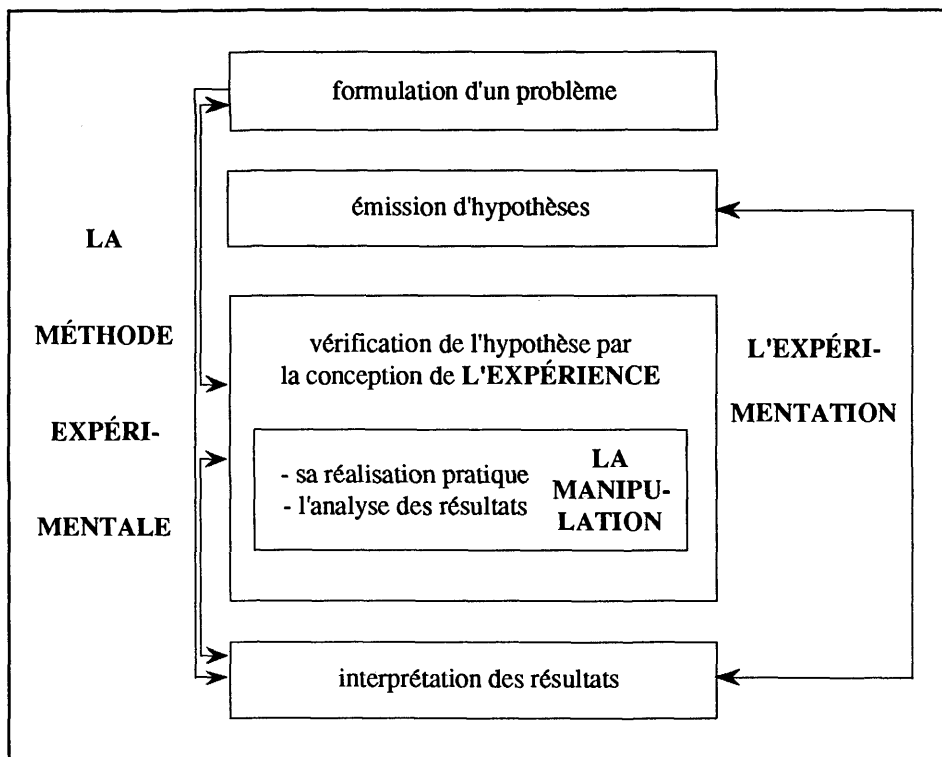 formulation d'un problème
émission d'hypothèses
LA
MÉTHODE
EXPÉRI-
MENTALE
vérification de l'hypothèse par
la conception de L'EXPÉRIENCE
- sa réalisation pratique
- l'analyse des résultats
LA
MANIPU-
LATION
L'EXPÉRI-
MENTATION
interprétation des résultats